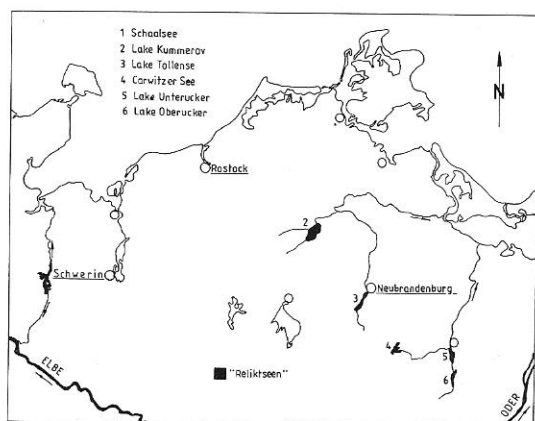 1 Schaalsee
2 Lake Kummerow
3 Lake Tollense
4 Carwitzer See
5 Lake Unterucker
6 Lake Oberucker
N
Rostock
2
Schwerin
Neubrandenburg
3
4
5
6
"Reliktseen"
ELBE
ODER